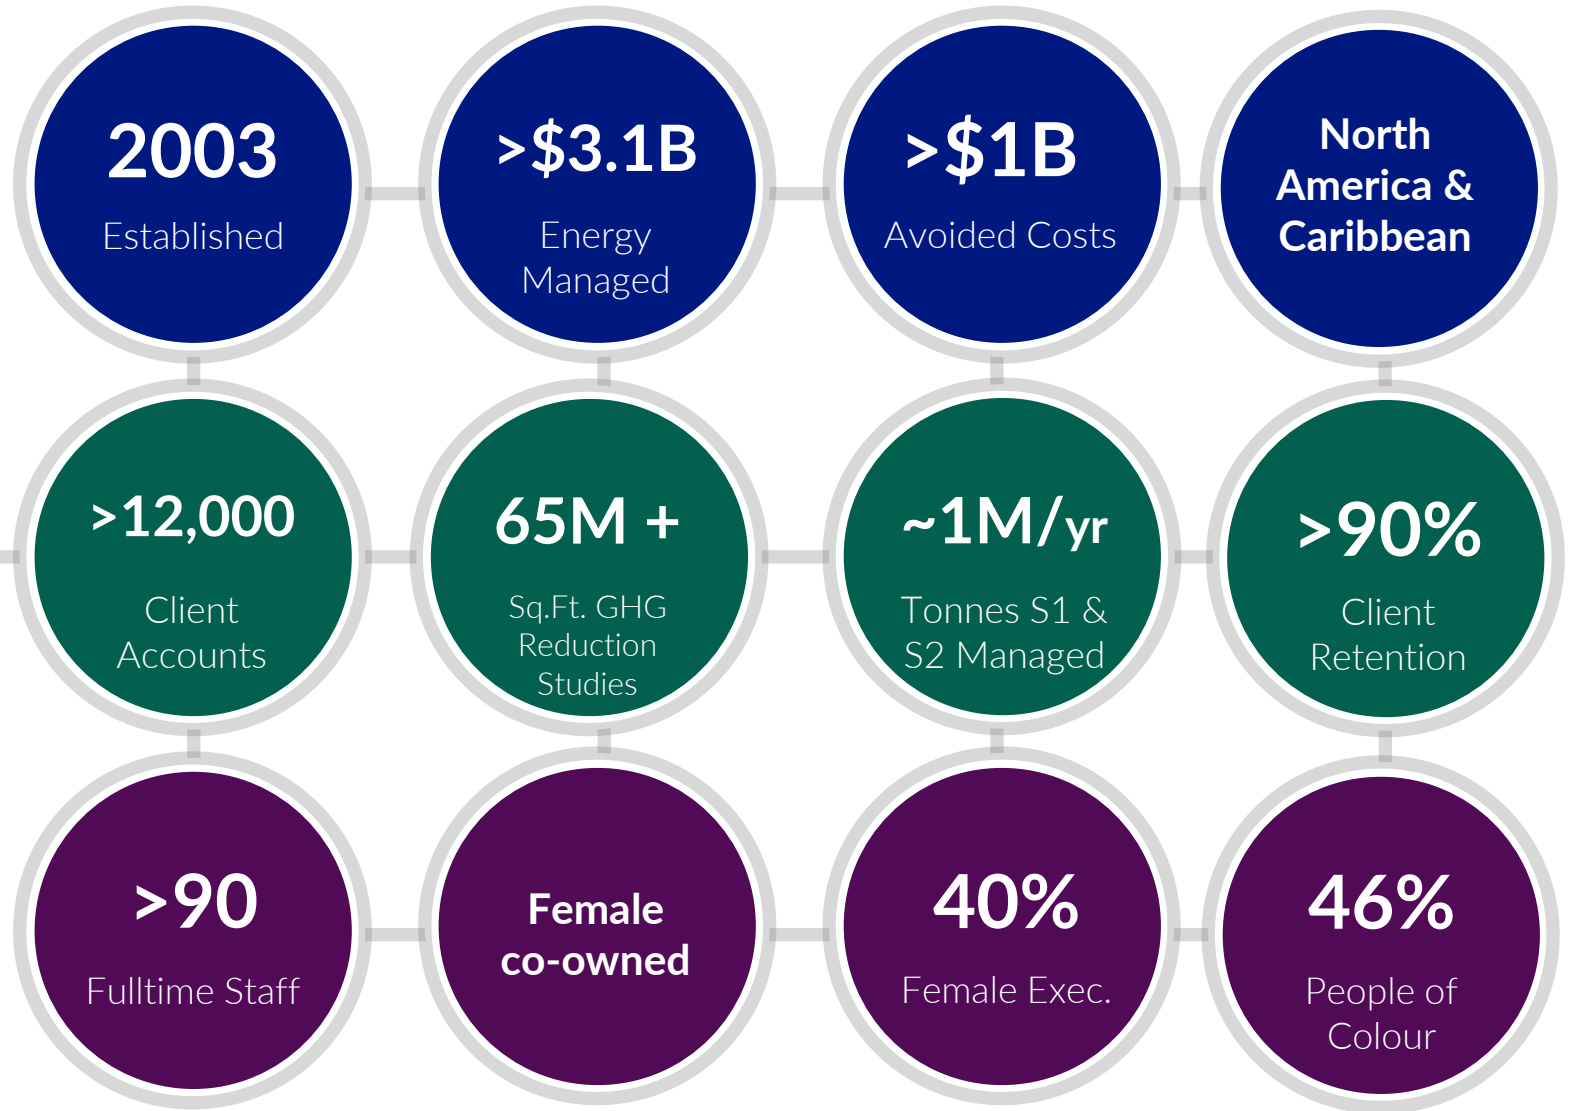 2003
Established
>$3.1B
Energy
Managed
>$1B
Avoided Costs
North
America &
Caribbean
>12,000
Client
Accounts
65M +
Sq.Ft. GHG
Reduction
Studies
~1M/yr
Tonnes S1 &
S2 Managed
>90%
Client
Retention
>90
Fulltime Staff
Female
co-owned
40%
Female Exec.
46%
People of
Colour